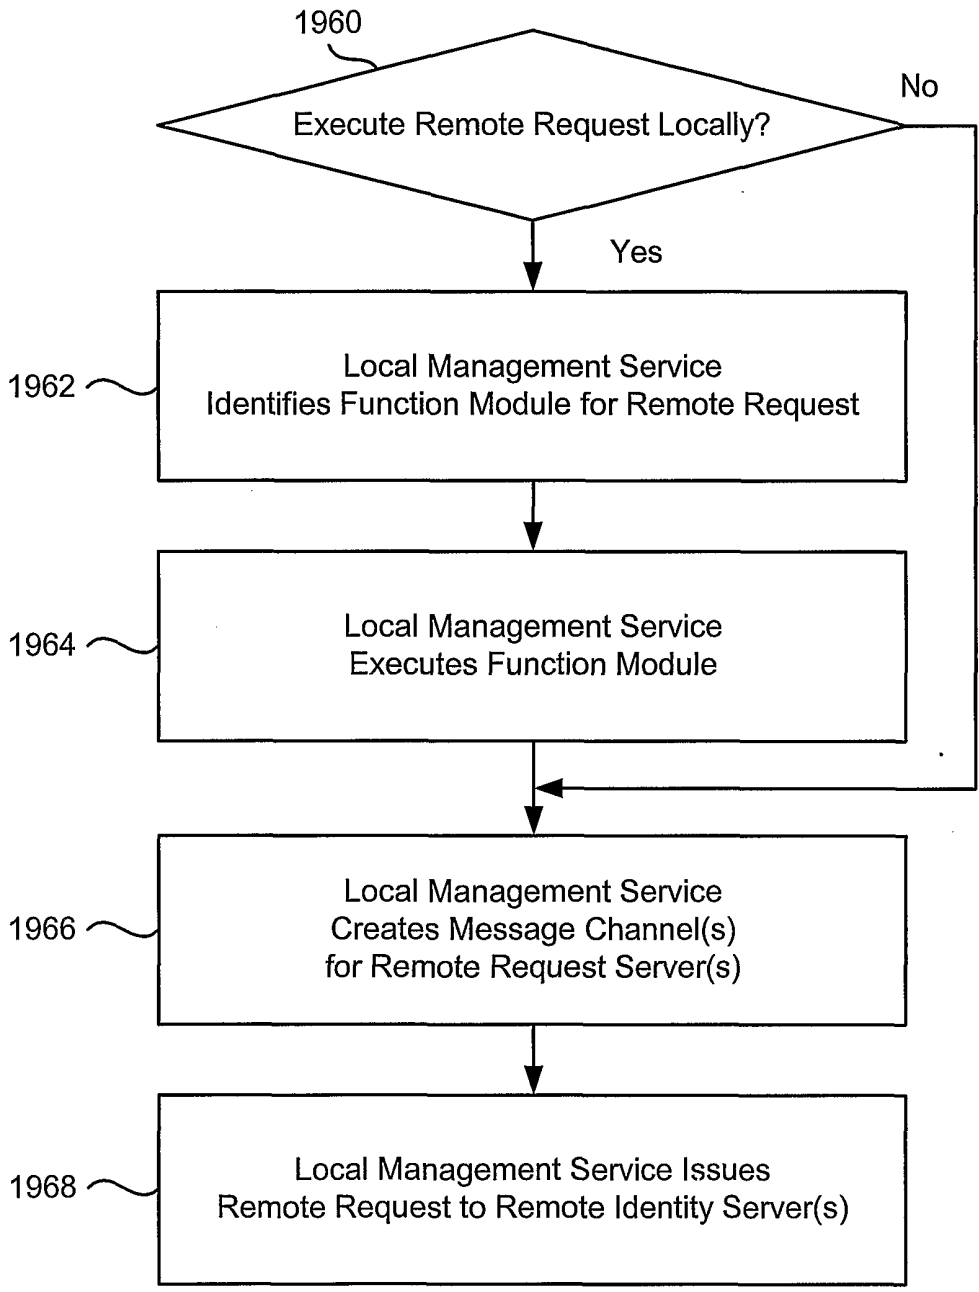 1960
No
Execute Remote Request Locally?
Yes
1962
Local Management Service
Identifies Function Module for Remote Request
1964
Local Management Service
Executes Function Module
1966
Local Management Service
Creates Message Channel(s)
for Remote Request Server(s)
1968
Local Management Service Issues
Remote Request to Remote Identity Server(s)